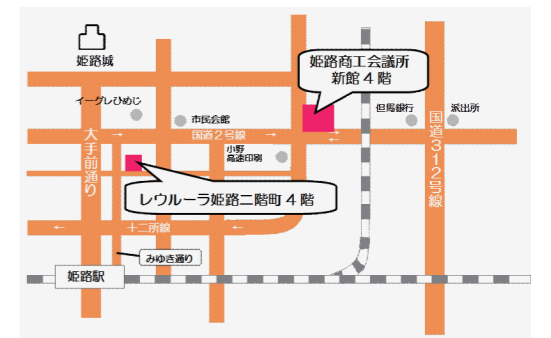 姫路城
姫路商工会議所
新館4階
イーグレひめじ
市民会館
但馬銀行
派出所
→
国道2号線
→
→
←
大手前通り
国道312号線
小野
高速印刷
レウルーラ姫路二階町4階
←
十二所線
←
みゆき通り
姫路駅